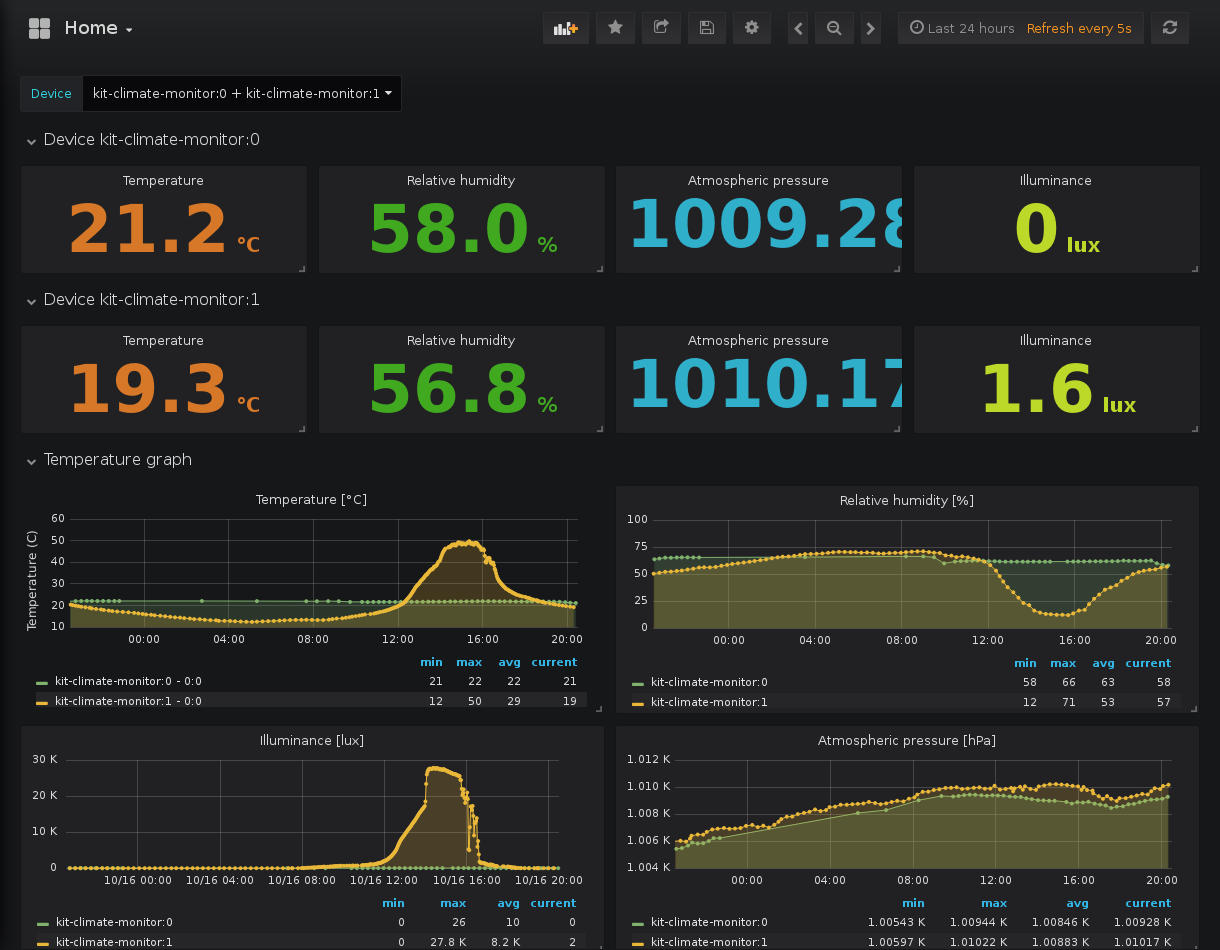 Home
Last 24 hours Refresh every 5s
Device kit-climate-monitor:0 + kit-climate-monitor:1
Device kit-climate-monitor:0
Temperature Relative humidity Atmospheric pressure Illuminance
21.2 °C 58.0 % 1009.28 0 lux
Device kit-climate-monitor:1
Temperature Relative humidity Atmospheric pressure Illuminance
19.3 °C 56.8 % 1010.17 1.6 lux
Temperature graph
Temperature [°C]
Temperature (C)
60
50
40
30
20
10
00:00 04:00 08:00 12:00 16:00 20:00
min max avg current
kit-climate-monitor:0 - 0:0 21 22 22 21
kit-climate-monitor:1 - 0:0 12 50 29 19
Relative humidity [%]
100
75
50
25
0
00:00 04:00 08:00 12:00 16:00 20:00
min max avg current
kit-climate-monitor:0 58 66 63 58
kit-climate-monitor:1 12 71 53 57
Illuminance [lux]
30 K
20 K
10 K
0
10/16 00:00 10/16 04:00 10/16 08:00 10/16 12:00 10/16 16:00 10/16 20:00
min max avg current
kit-climate-monitor:0 0 26 10 0
kit-climate-monitor:1 0 27.8 K 8.2 K 2
Atmospheric pressure [hPa]
1.012 K
1.010 K
1.008 K
1.006 K
1.004 K
00:00 04:00 08:00 12:00 16:00 20:00
min max avg current
kit-climate-monitor:0 1.00543 K 1.00944 K 1.00846 K 1.00928 K
kit-climate-monitor:1 1.00597 K 1.01022 K 1.00883 K 1.01017 K